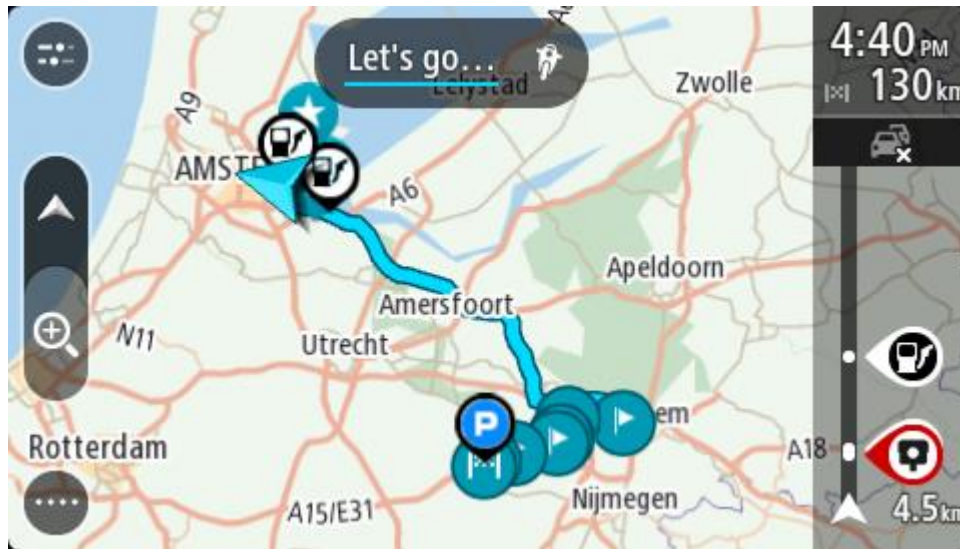 Let's go...
4:40 PM
130 km
Lelystad
Zwolle
A9
A6
Apeldoorn
Amersfoort
N11
Utrecht
P
em
Rotterdam
A18
A15/E31
Nijmegen
4.5 km